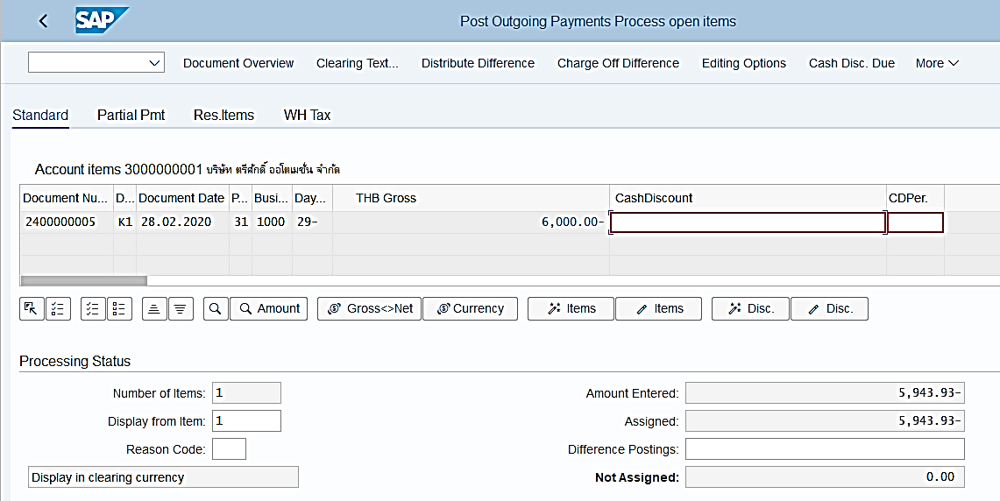 SAP Post Outgoing Payments Process open items
Document Overview Clearing Text... Distribute Difference Charge Off Difference Editing Options Cash Disc. Due More
Standard Partial Pmt Res.Items WH Tax
Account items 3000000001 บริษัท ตรีศักดิ์ ออโตเมชั่น จำกัด
Document Nu... D... Document Date P... Busi... Day... THB Gross CashDiscount CDPer.
2400000005 K1 28.02.2020 31 1000 29- 6,000.00-
Amount Gross<>Net Currency Items Items Disc. Disc.
Processing Status
Number of Items: 1 Amount Entered: 5,943.93-
Display from Item: 1 Assigned: 5,943.93-
Reason Code: Difference Postings:
Display in clearing currency Not Assigned: 0.00